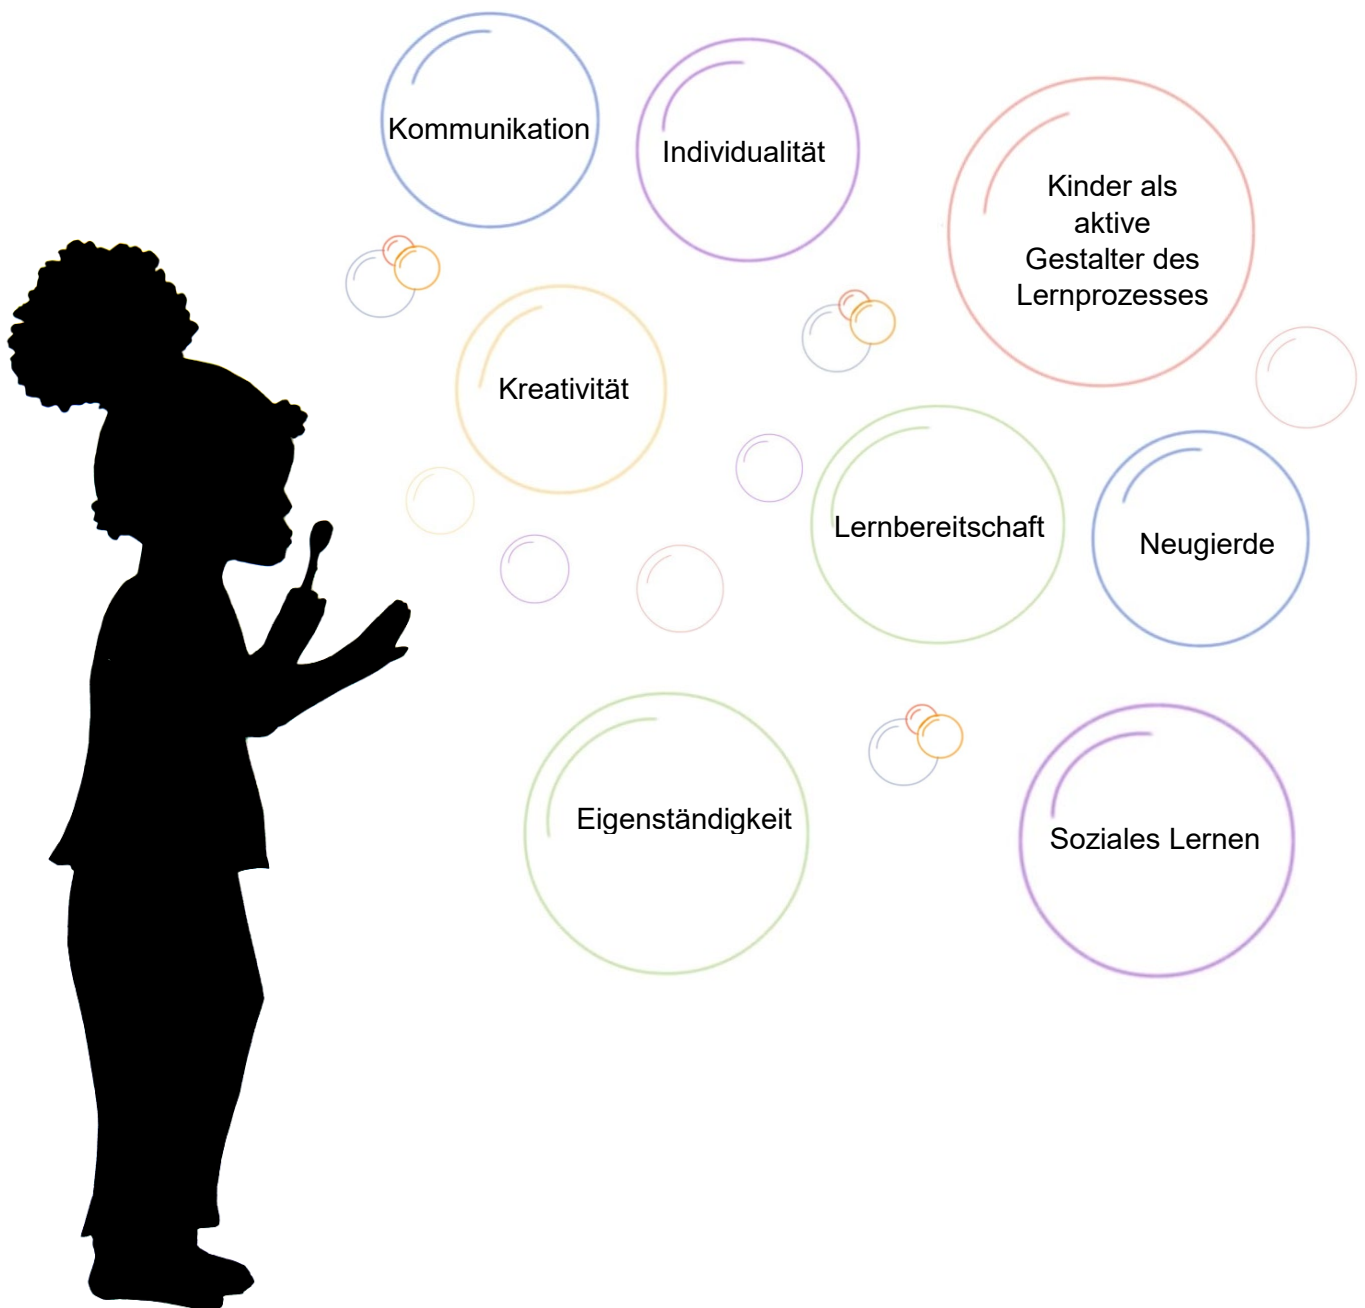 Kommunikation
Individualität
Kinder als
aktive
Gestalter des
Lernprozesses
Kreativität
Lernbereitschaft
Neugierde
Eigenständigkeit
Soziales Lernen